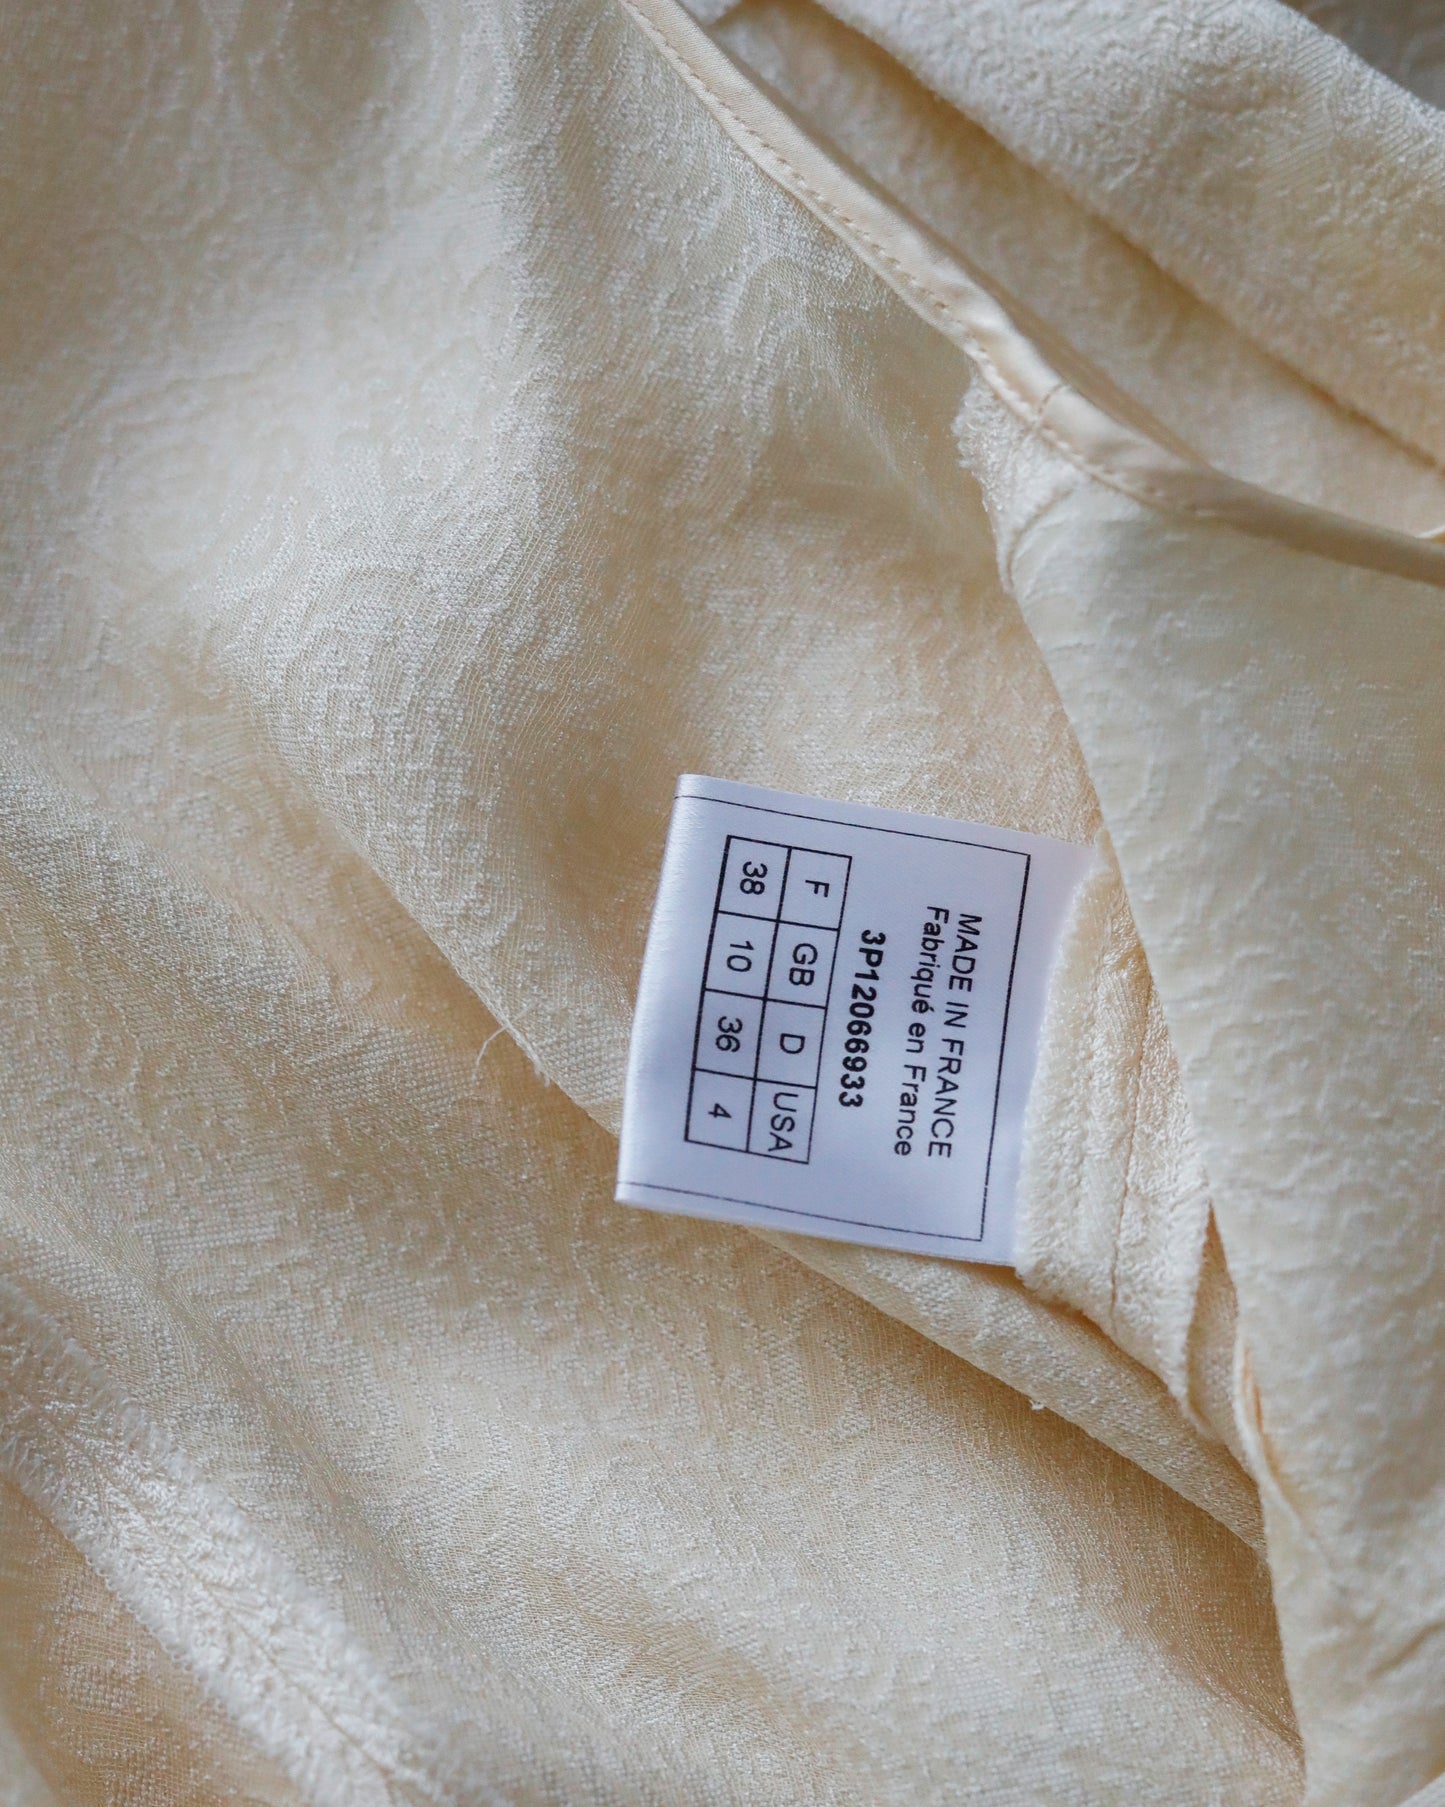 MADE IN FRANCE
Fabriqué en France
3P12066933
F GB D USA
38 10 36 4